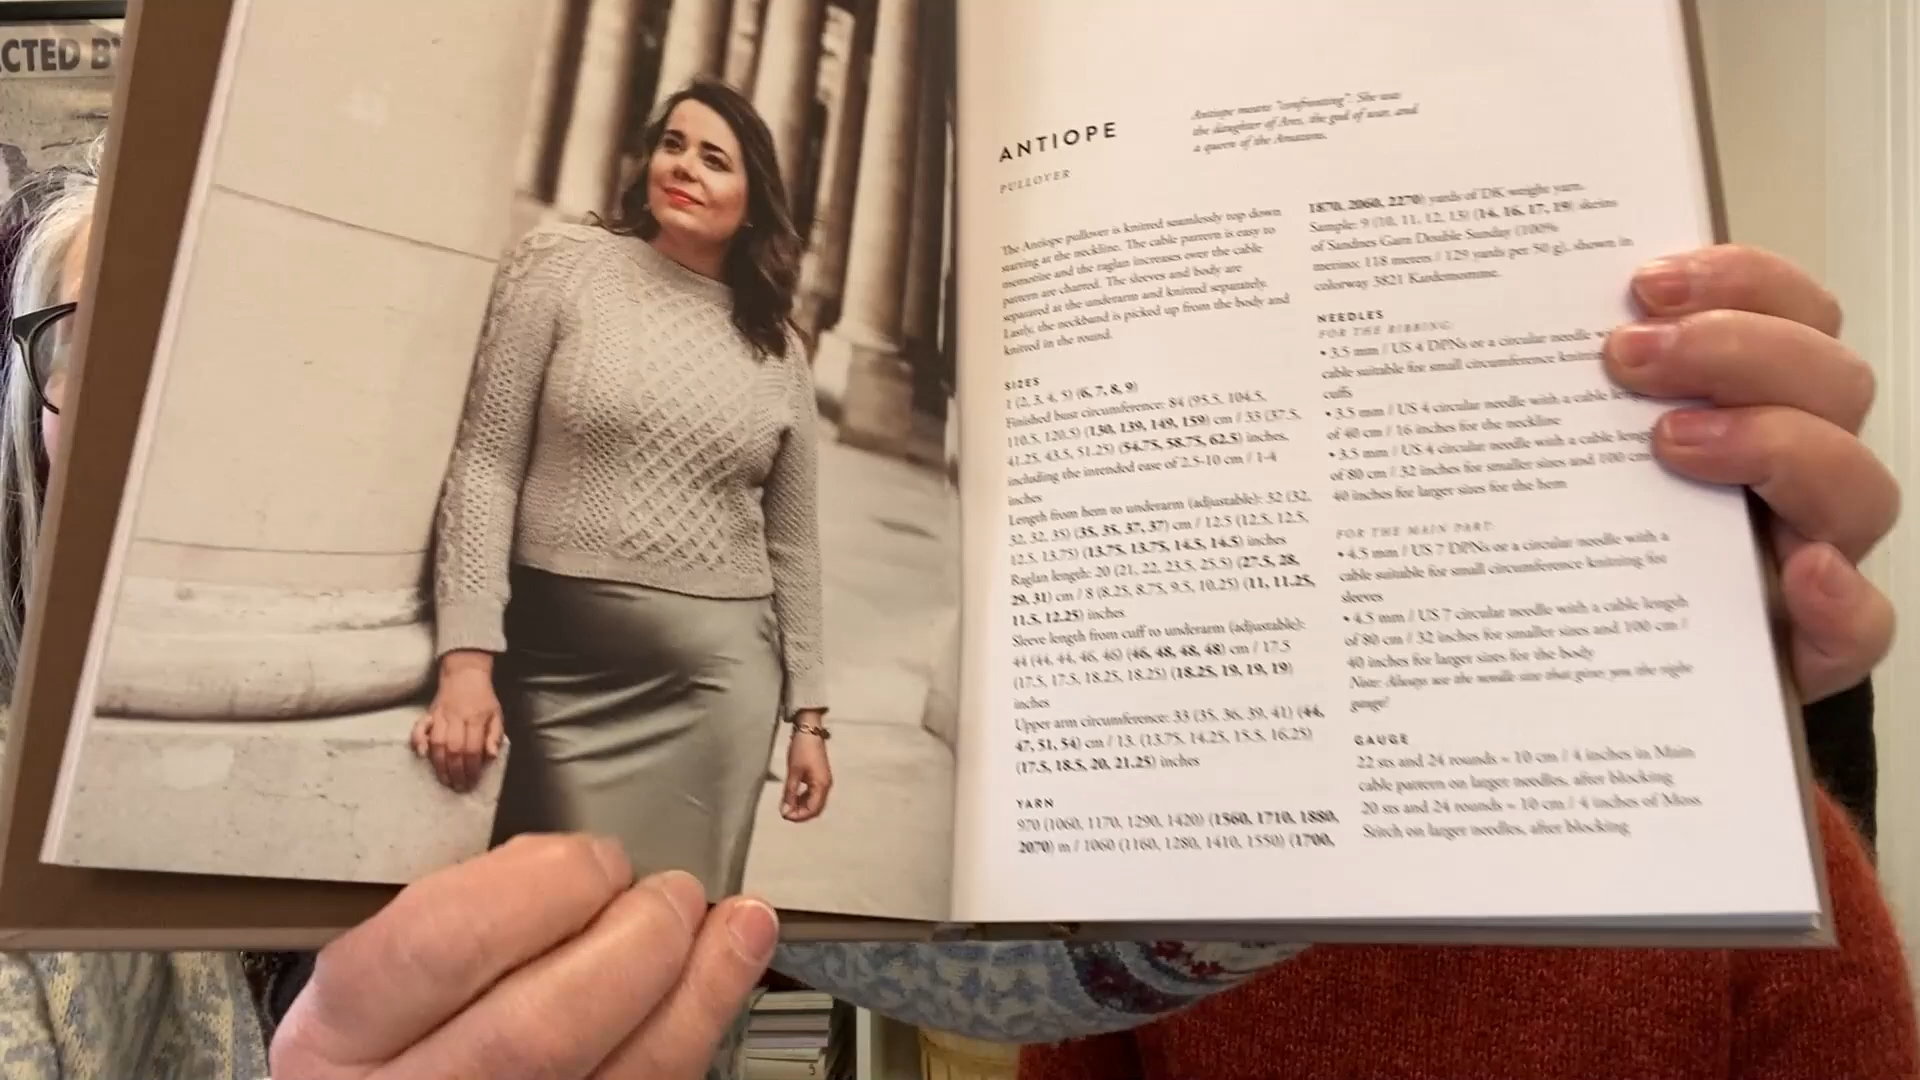 CTED B
ANTIOPE
PULLOVER
Antiope means "confronting". She was
the daughter of Ares, the god of war, and
a queen of the Amazons.
The Antiope pullover is knitted seamlessly top down
starting at the neckline. The cable pattern is easy to
memorize and the raglan increases over the cable
pattern are charted. The sleeves and body are
separated at the underarm and knitted separately.
Lastly, the neckband is picked up from the body and
knitted in the round.
SIZES
1 (2, 3, 4, 5) (6, 7, 8, 9)
Finished bust circumference: 84 (95.5, 104.5,
110.5, 120.5) (130, 139, 149, 159) cm / 33 (37.5,
41.25, 43.5, 51.25) (54.75, 58.75, 62.5) inches,
including the intended ease of 2.5-10 cm / 1-4
inches
Length from hem to underarm (adjustable): 32 (32,
32, 32, 35) (35, 35, 37, 37) cm / 12.5 (12.5, 12.5,
12.5, 13.75) (13.75, 13.75, 14.5, 14.5) inches
Raglan length: 20 (21, 22, 23.5, 25.5) (27.5, 28,
29, 31) cm / 8 (8.25, 8.75, 9.5, 10.25) (11, 11.25,
11.5, 12.25) inches
Sleeve length from cuff to underarm (adjustable):
44 (44, 44, 46, 46) (46, 48, 48, 48) cm / 17.5
(17.5, 17.5, 18.25, 18.25) (18.25, 19, 19, 19)
inches
Upper arm circumference: 33 (35, 36, 39, 41) (44,
47, 51, 54) cm / 13. (13.75, 14.25, 15.5, 16.25)
(17.5, 18.5, 20, 21.25) inches
YARN
970 (1060, 1170, 1290, 1420) (1560, 1710, 1880,
2070) m / 1060 (1160, 1280, 1410, 1550) (1700,
1870, 2060, 2270) yards of DK weight yarn.
Sample: 9 (10, 11, 12, 13) (14, 16, 17, 19) skeins
of Sandnes Garn Double Sunday (100%
merino; 118 meters / 129 yards per 50 g), shown in
colorway 3821 Kardemomme.
NEEDLES
FOR THE RIBBING:
• 3.5 mm / US 4 DPNs or a circular needle
cable suitable for small circumference knitting
cuffs
• 3.5 mm / US 4 circular needle with a cable
of 40 cm / 16 inches for the neckline
• 3.5 mm / US 4 circular needle with a cable
of 80 cm / 32 inches for smaller sizes and 100 cm
40 inches for larger sizes for the hem
FOR THE MAIN PART:
• 4.5 mm / US 7 DPNs or a circular needle with a
cable suitable for small circumference knitting for
sleeves
• 4.5 mm / US 7 circular needle with a cable length
of 80 cm / 32 inches for smaller sizes and 100 cm /
40 inches for larger sizes for the body
Note: Always use the needle size that gives you the right
gauge!
GAUGE
22 sts and 24 rounds = 10 cm / 4 inches in Main
cable pattern on larger needles, after blocking
20 sts and 24 rounds = 10 cm / 4 inches of Moss
Stitch on larger needles, after blocking
5